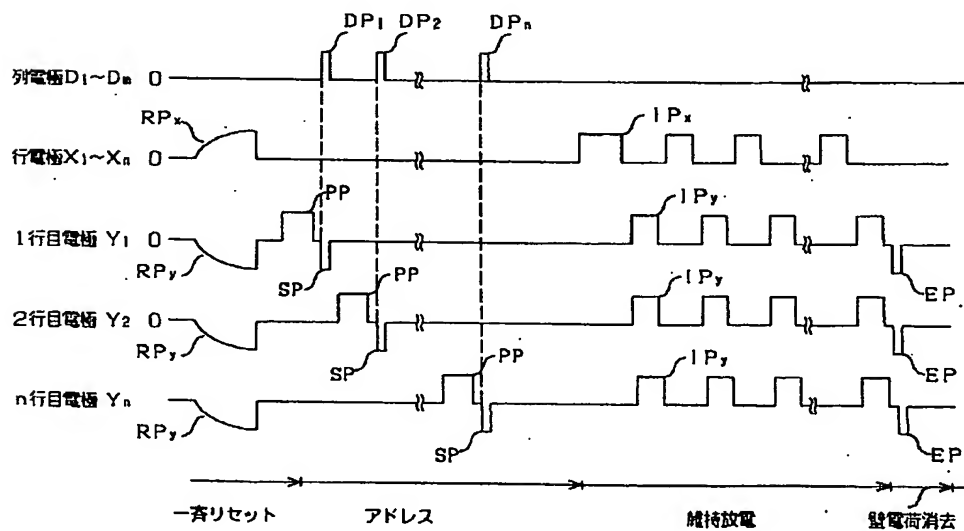 DP₁ DP₂ DPₙ
列電極D₁~Dₘ 0
RPₓ IPₓ
行電極X₁~Xₙ 0
PP IPy
1行目電極 Y₁ 0
RPy SP PP IPy EP
2行目電極 Y₂ 0
RPy SP PP IPy EP
n行目電極 Yₙ 0
RPy SP EP
一斉リセット アドレス 維持放電 壁電荷消去